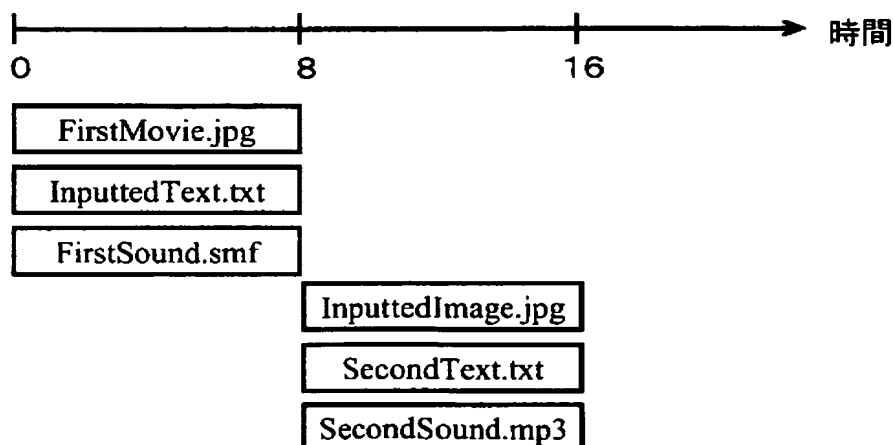 時間
0 8 16
FirstMovie.jpg
InputtedText.txt
FirstSound.smf
InputtedImage.jpg
SecondText.txt
SecondSound.mp3